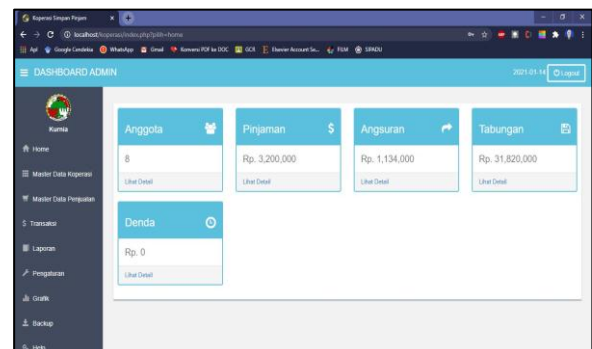 Koperasi Simpan Pinjam
localhost/koperasi/index.php?pilih=home
Apl Google Cendekia WhatsApp Gmail Konversi PDF ke DOC GCR Elsevier Account Se... FILM SIPADU
DASHBOARD ADMIN
2021-01-14 Logout
Kurnia
Home
Master Data Koperasi
Master Data Penjualan
Transaksi
Laporan
Pengaturan
Grafik
Backup
Help
Anggota
8
Lihat Detail
Pinjaman
Rp. 3,200,000
Lihat Detail
Angsuran
Rp. 1,134,000
Lihat Detail
Tabungan
Rp. 31,820,000
Lihat Detail
Denda
Rp. 0
Lihat Detail